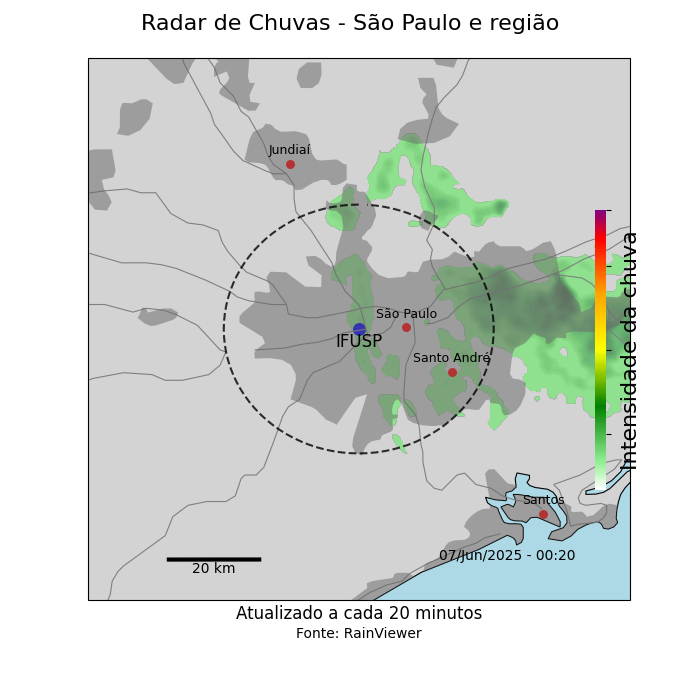 Radar de Chuvas - São Paulo e região
Jundiaí
São Paulo
IFUSP
Santo André
Intensidade da chuva
Santos
07/Jun/2025 - 00:20
20 km
Atualizado a cada 20 minutos
Fonte: RainViewer